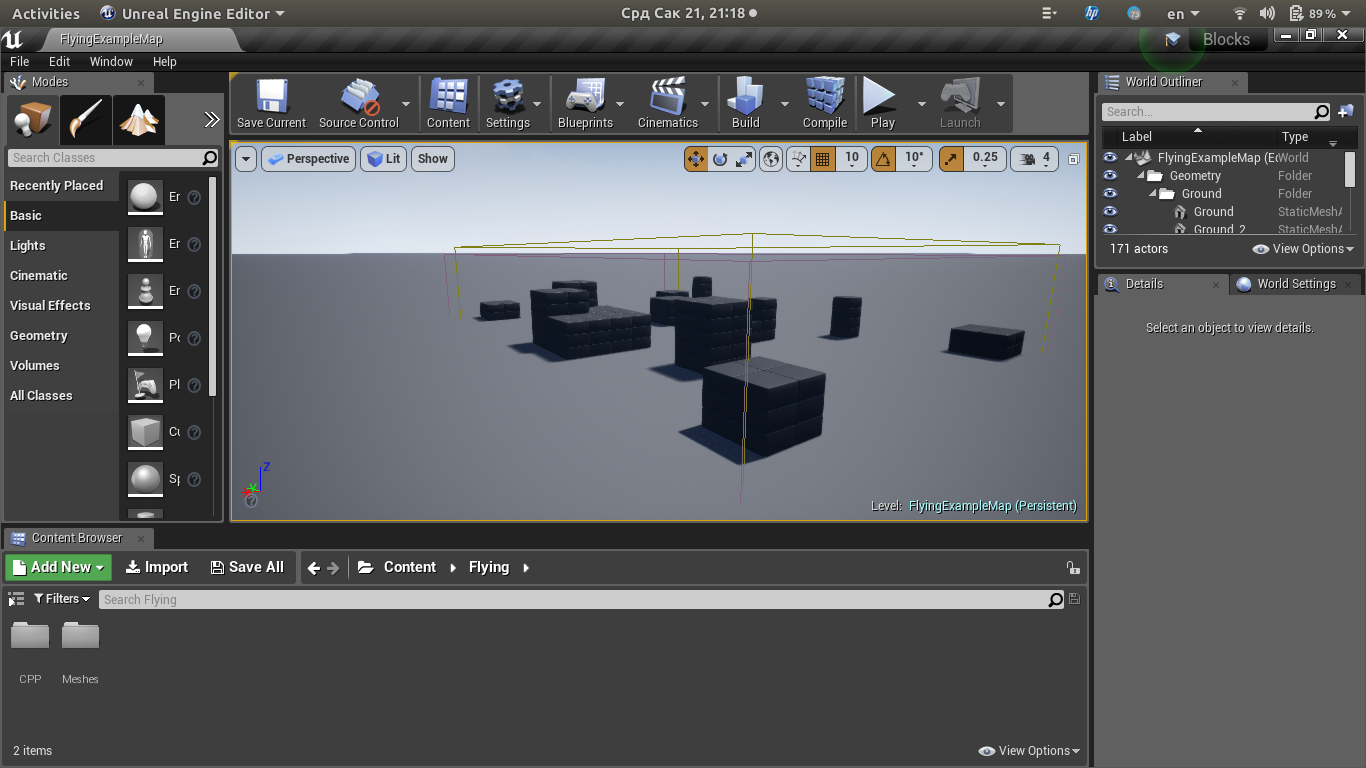 Activities Unreal Engine Editor Срд Сак 21, 21:18 73 en 89 %
FlyingExampleMap Blocks
File Edit Window Help
Modes
Search Classes
Recently Placed
Basic
Lights
Cinematic
Visual Effects
Geometry
Volumes
All Classes
Er
Er
Er
Pc
Pl
Cu
Sp
Save Current Source Control Content Settings Blueprints Cinematics Build Compile Play Launch
Perspective Lit Show 10 10° 0.25 4
Z
Level: FlyingExampleMap (Persistent)
World Outliner
Search...
Label Type
FlyingExampleMap (Ec World
Geometry Folder
Ground Folder
Ground StaticMeshA
Ground_2 StaticMeshA
171 actors View Options
Details World Settings
Select an object to view details.
Content Browser
Add New Import Save All Content Flying
Filters Search Flying
CPP Meshes
2 items View Options